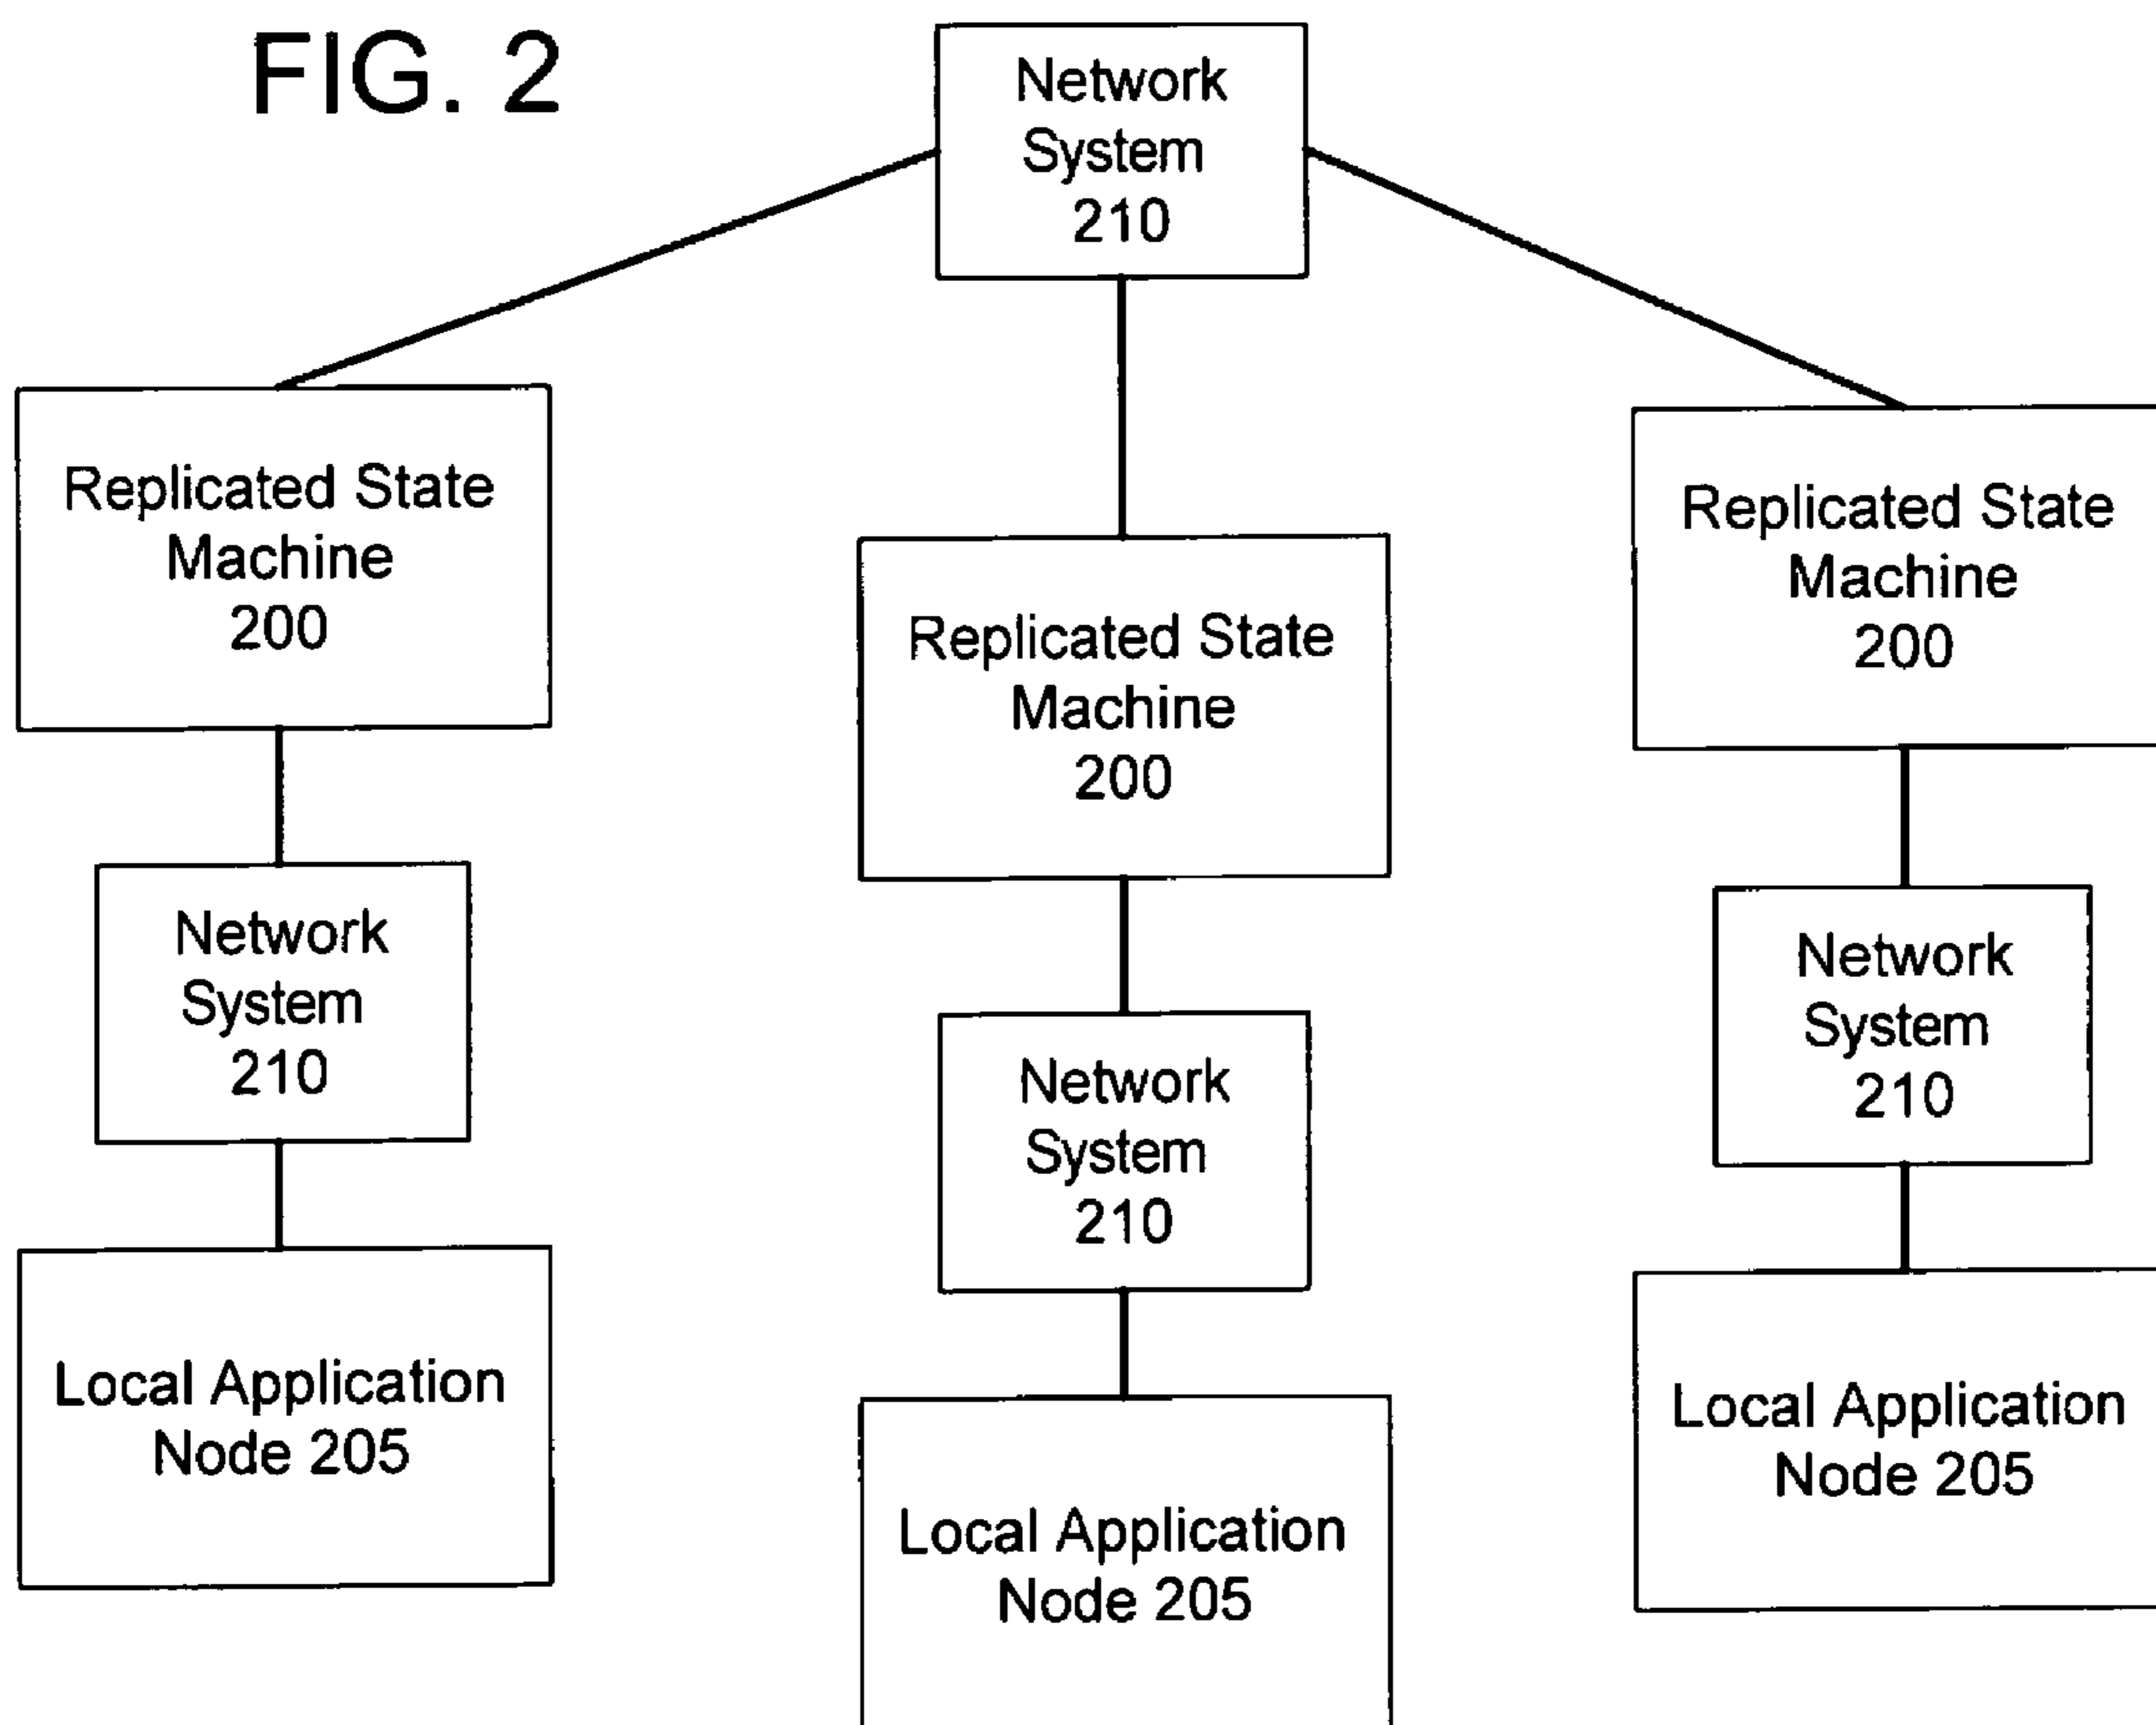 FIG. 2
Network
System
210
Replicated State
Machine
200
Replicated State
Machine
200
Replicated State
Machine
200
Network
System
210
Network
System
210
Network
System
210
Local Application
Node 205
Local Application
Node 205
Local Application
Node 205